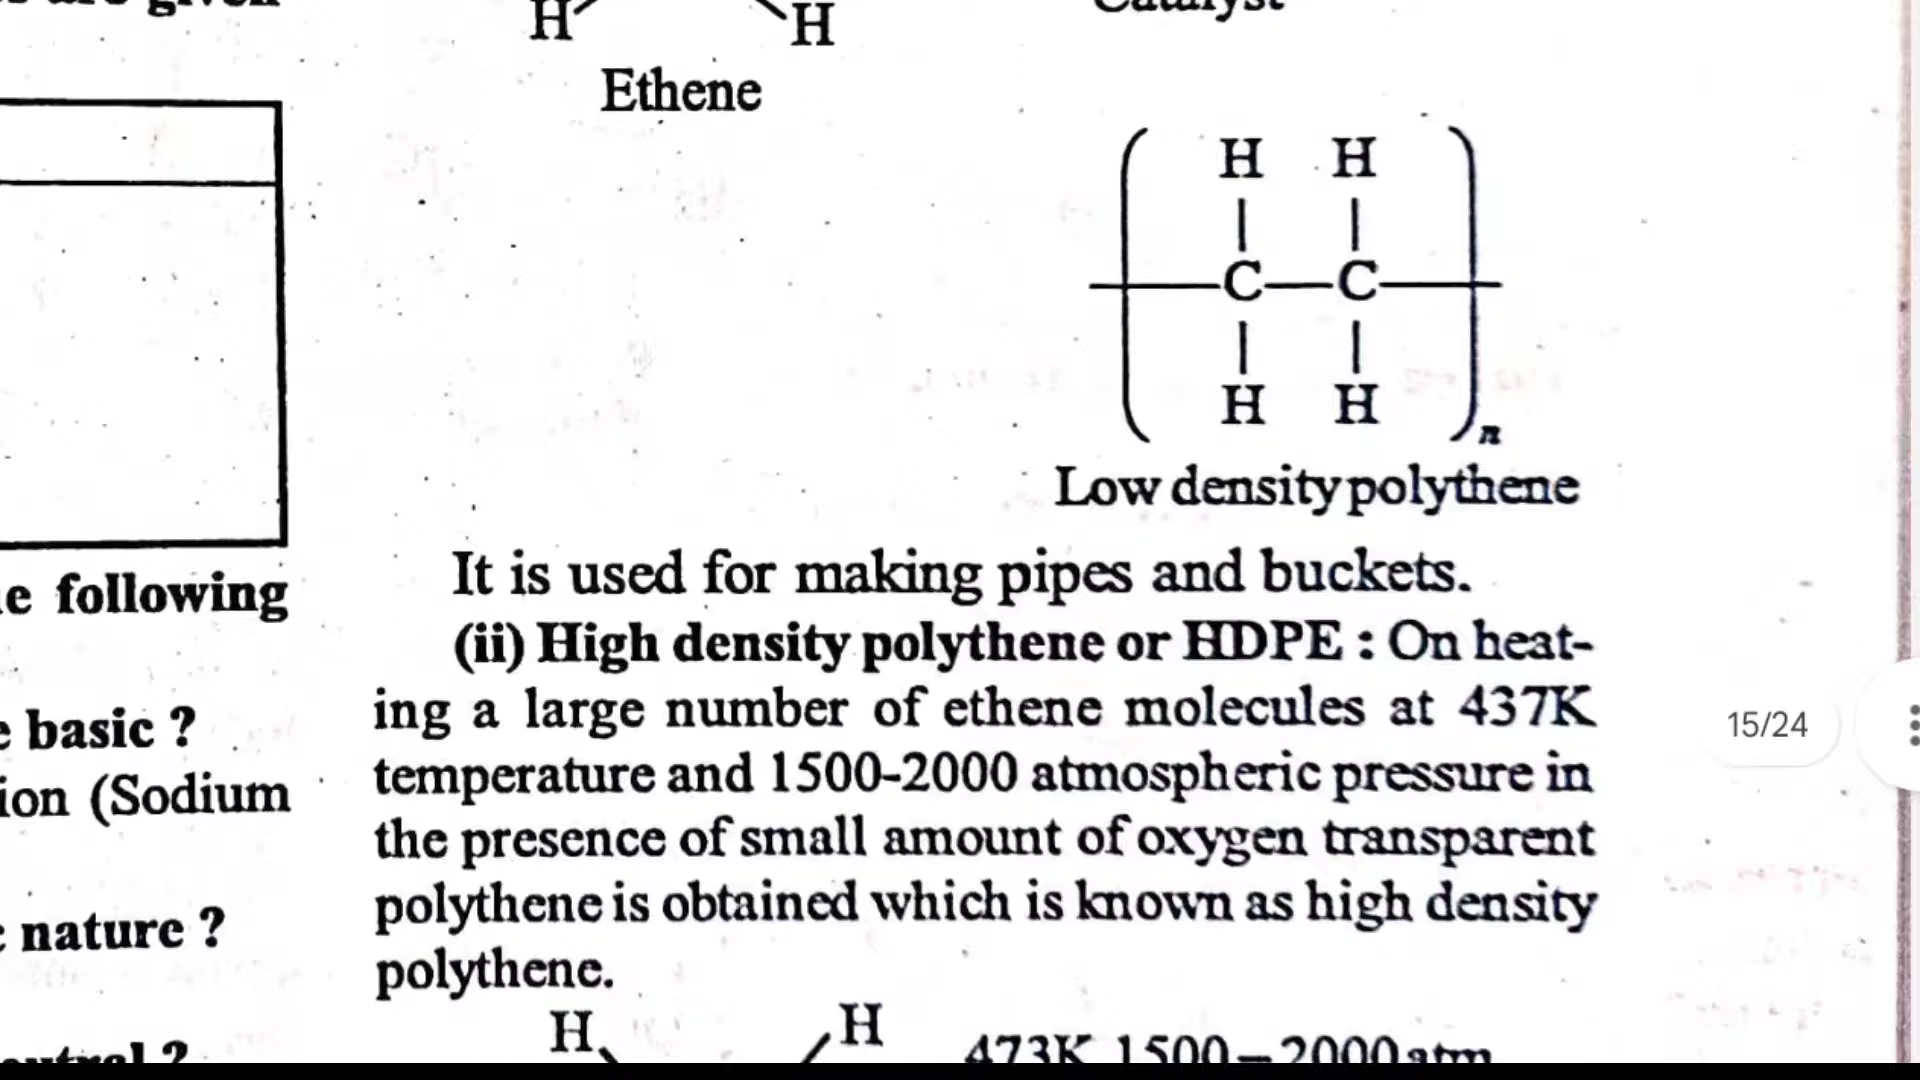 given
H H
Catalyst
Ethene
H H
C C
H H
n
Low density polythene
It is used for making pipes and buckets.
(ii) High density polythene or HDPE : On heat-
ing a large number of ethene molecules at 437K
temperature and 1500-2000 atmospheric pressure in
the presence of small amount of oxygen transparent
polythene is obtained which is known as high density
polythene.
H H
473K 1500 – 2000 atm
e following
basic ?
ion (Sodium
nature ?
15/24